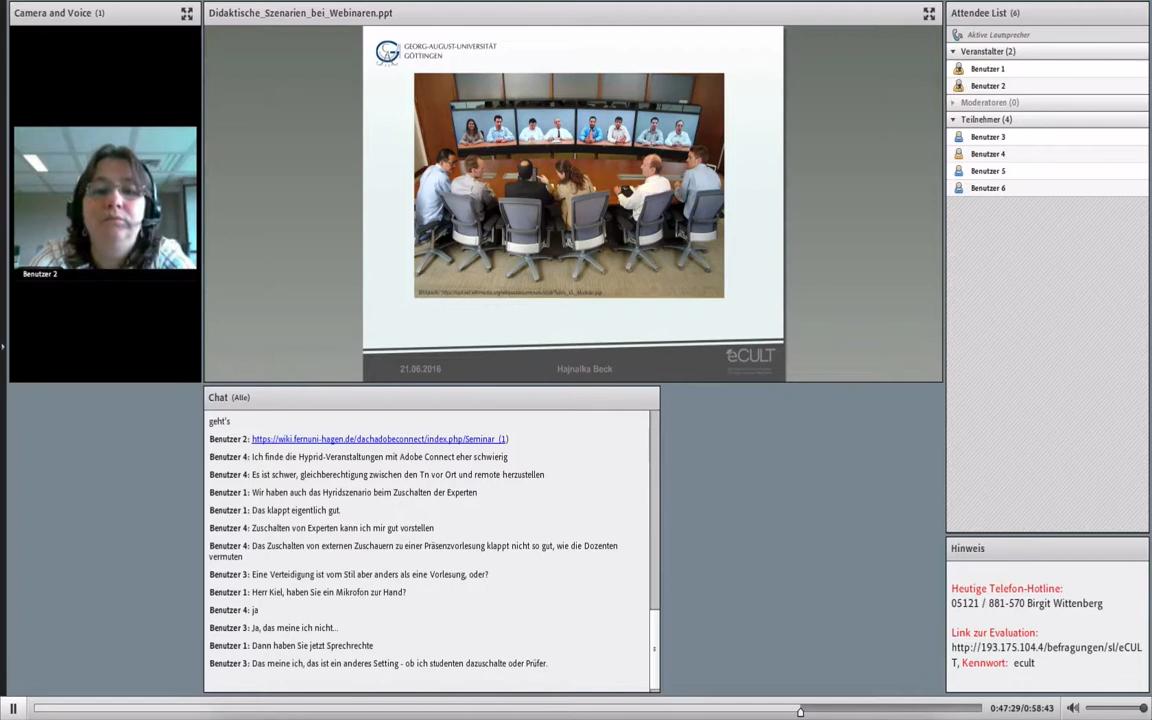 Camera and Voice (1)
Didaktische_Szenarien_bei_Webinaren.ppt
Attendee List (6)
Aktive Lautsprecher
Veranstalter (2)
Benutzer 1
Benutzer 2
Moderatoren (0)
Teilnehmer (4)
Benutzer 3
Benutzer 4
Benutzer 5
Benutzer 6
GEORG-AUGUST-UNIVERSITÄT
GÖTTINGEN
Benutzer 2
21.06.2016
Hajnalka Beck
eCULT
Chat (Alle)
geht's
Benutzer 2: https://wiki.fernuni-hagen.de/dachadobeconnect/index.php/Seminar_(1)
Benutzer 4: Ich finde die Hyprid-Veranstaltungen mit Adobe Connect eher schwierig
Benutzer 4: Es ist schwer, gleichberechtigung zwischen den Tn vor Ort und remote herzustellen
Benutzer 1: Wir haben auch das Hyridszenario beim Zuschalten der Experten
Benutzer 1: Das klappt eigentlich gut.
Benutzer 4: Zuschalten von Experten kann ich mir gut vorstellen
Benutzer 4: Das Zuschalten von externen Zuschauern zu einer Präsenzvorlesung klappt nicht so gut, wie die Dozenten
vermuten
Benutzer 3: Eine Verteidigung ist vom Stil aber anders als eine Vorlesung, oder?
Benutzer 1: Herr Kiel, haben Sie ein Mikrofon zur Hand?
Benutzer 4: ja
Benutzer 3: Ja, das meine ich nicht...
Benutzer 1: Dann haben Sie jetzt Sprechrechte
Benutzer 3: Das meine ich, das ist ein anderes Setting - ob ich studenten dazuschalte oder Prüfer.
Hinweis
Heutige Telefon-Hotline:
05121 / 881-570 Birgit Wittenberg
Link zur Evaluation:
http://193.175.104.4/befragungen/sl/eCUL
T, Kennwort: ecult
0:47:29/0:58:43